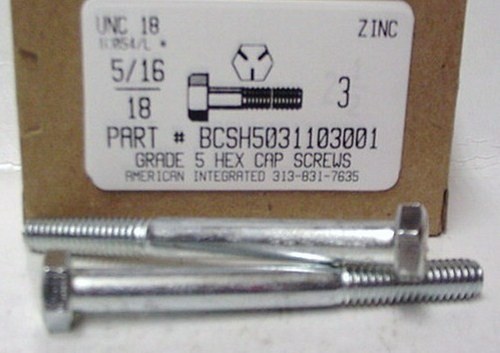 UNC 18
ZINC
5/16
18
3
PART # BCSH5031103001
GRADE 5 HEX CAP SCREWS
AMERICAN INTEGRATED 313-831-7635